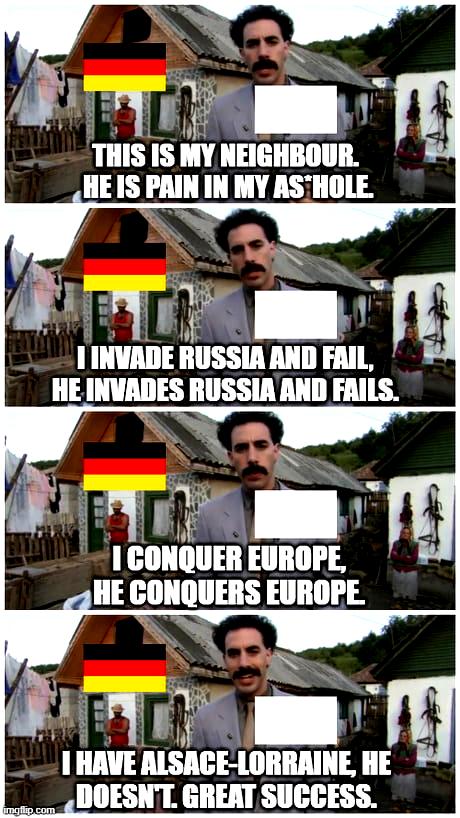 THIS IS MY NEIGHBOUR.
HE IS PAIN IN MY AS*HOLE.
I INVADE RUSSIA AND FAIL,
HE INVADES RUSSIA AND FAILS.
I CONQUER EUROPE,
HE CONQUERS EUROPE.
I HAVE ALSACE-LORRAINE, HE
DOESN'T. GREAT SUCCESS.
imgflip.com